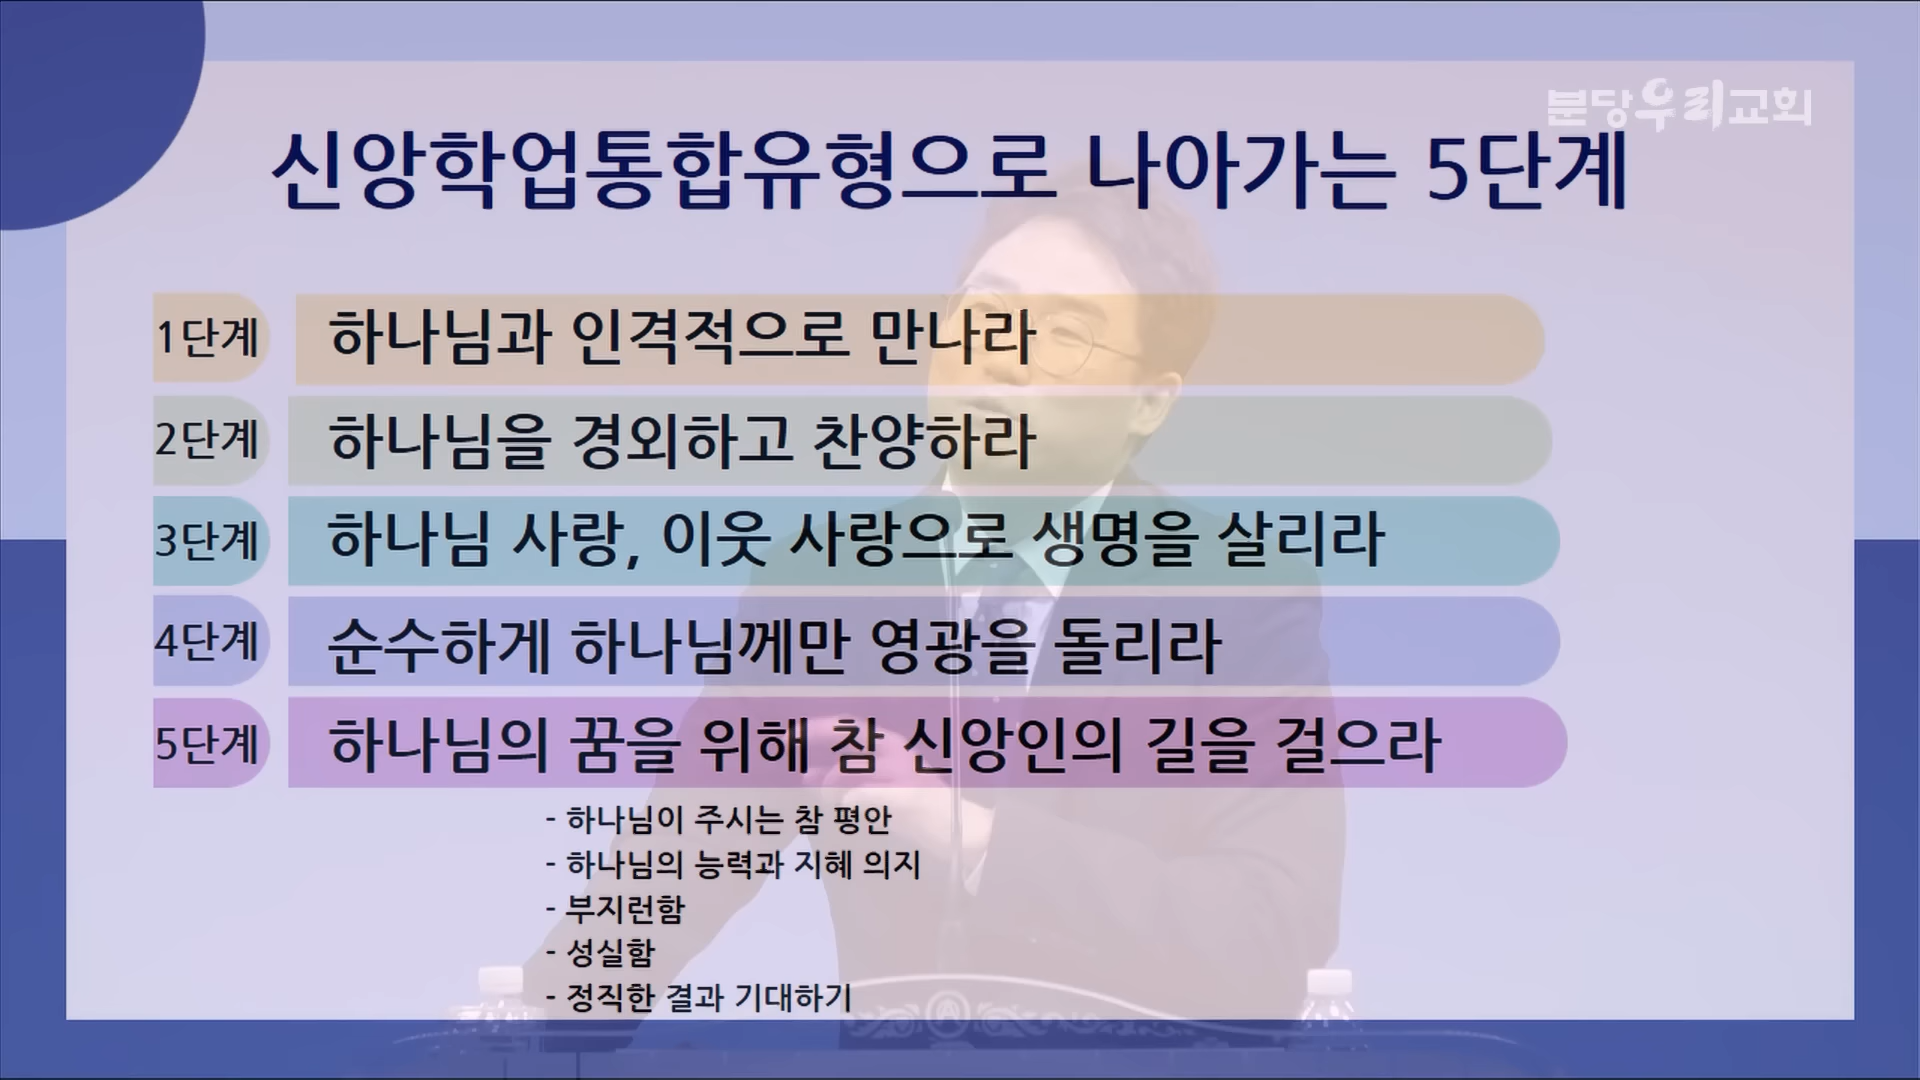 분당우리교회
신앙학업통합유형으로 나아가는 5단계
1단계 하나님과 인격적으로 만나라
2단계 하나님을 경외하고 찬양하라
3단계 하나님 사랑, 이웃 사랑으로 생명을 살리라
4단계 순수하게 하나님께만 영광을 돌리라
5단계 하나님의 꿈을 위해 참 신앙인의 길을 걸으라
- 하나님이 주시는 참 평안
- 하나님의 능력과 지혜 의지
- 부지런함
- 성실함
- 정직한 결과 기대하기